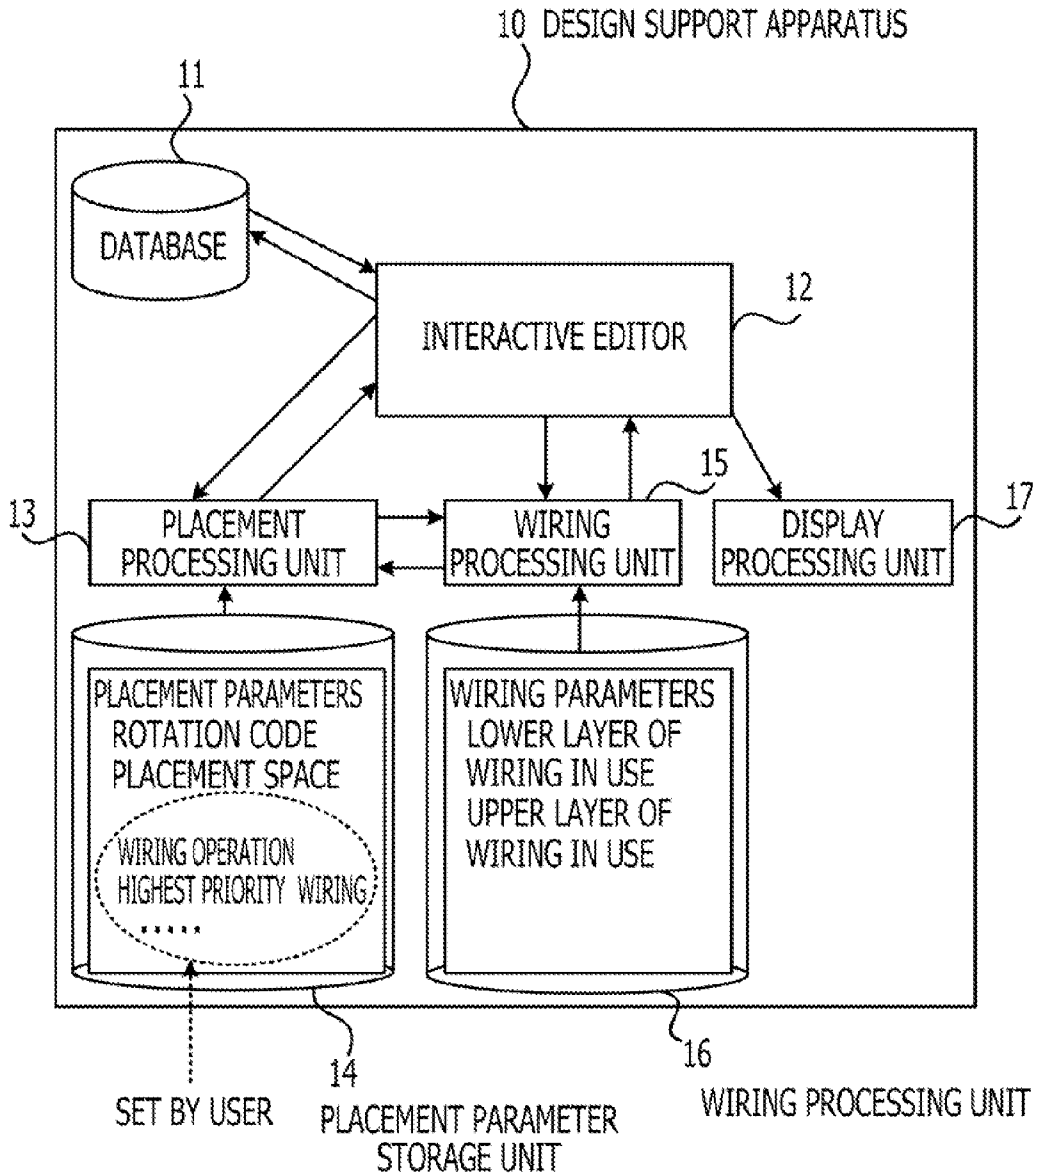 10 DESIGN SUPPORT APPARATUS
11
DATABASE
12
INTERACTIVE EDITOR
15
13
17
PLACEMENT
PROCESSING UNIT
WIRING
PROCESSING UNIT
DISPLAY
PROCESSING UNIT
PLACEMENT PARAMETERS
ROTATION CODE
PLACEMENT SPACE
WIRING OPERATION
HIGHEST PRIORITY WIRING
.....
WIRING PARAMETERS
LOWER LAYER OF
WIRING IN USE
UPPER LAYER OF
WIRING IN USE
SET BY USER
14
PLACEMENT PARAMETER
STORAGE UNIT
16
WIRING PROCESSING UNIT